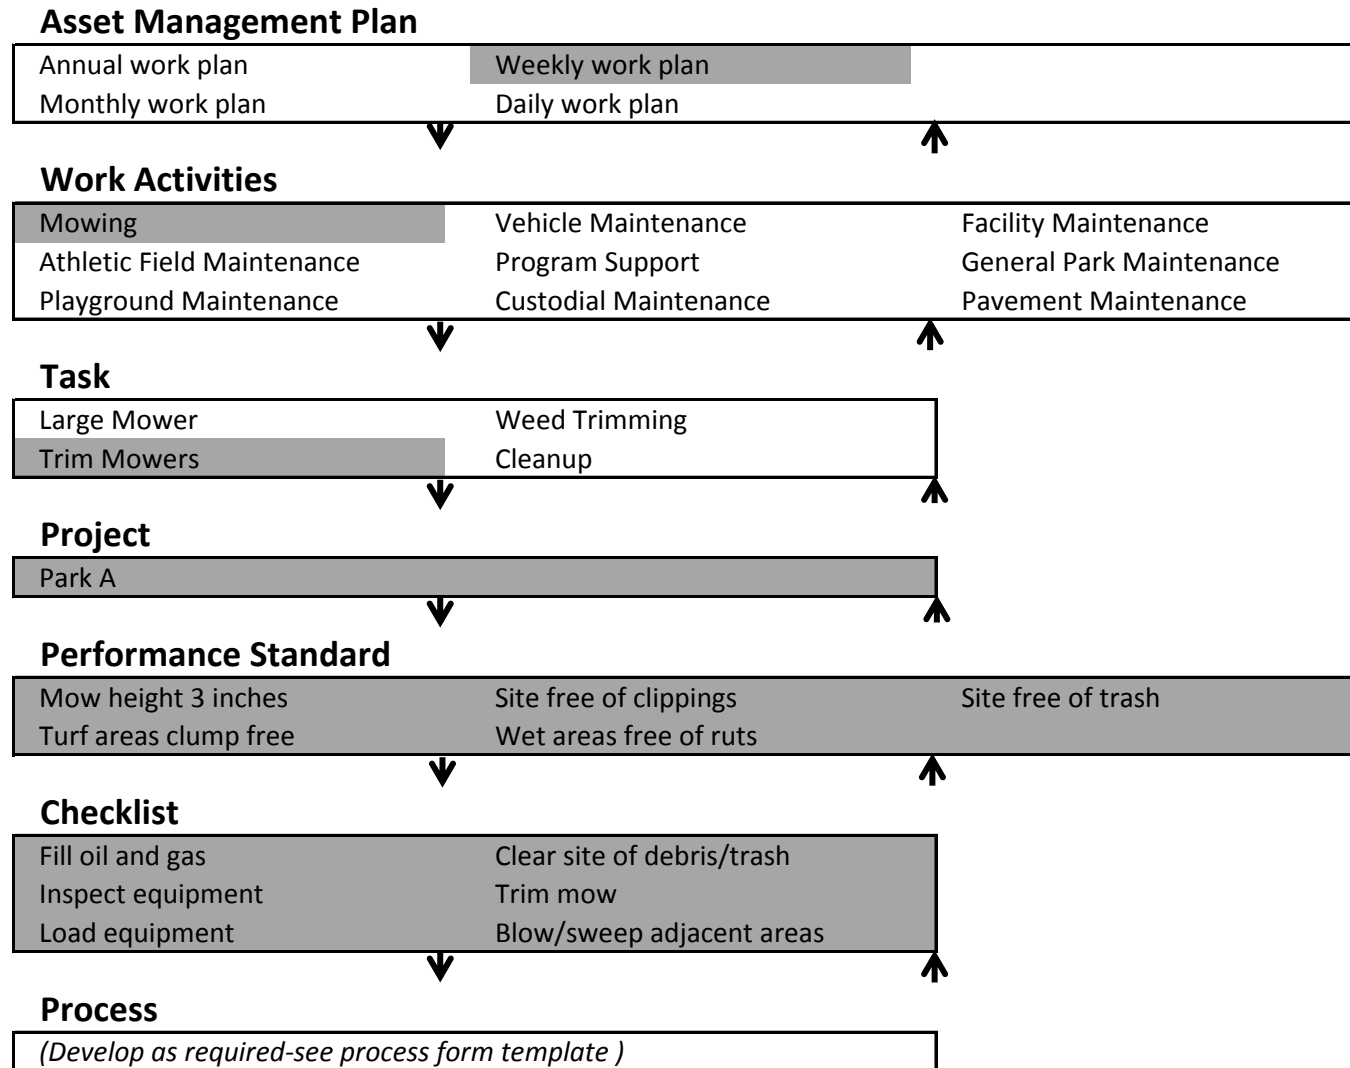 Asset Management Plan
Annual work plan Weekly work plan
Monthly work plan Daily work plan
Work Activities
Mowing Vehicle Maintenance Facility Maintenance
Athletic Field Maintenance Program Support General Park Maintenance
Playground Maintenance Custodial Maintenance Pavement Maintenance
Task
Large Mower Weed Trimming
Trim Mowers Cleanup
Project
Park A
Performance Standard
Mow height 3 inches Site free of clippings Site free of trash
Turf areas clump free Wet areas free of ruts
Checklist
Fill oil and gas Clear site of debris/trash
Inspect equipment Trim mow
Load equipment Blow/sweep adjacent areas
Process
(Develop as required-see process form template )